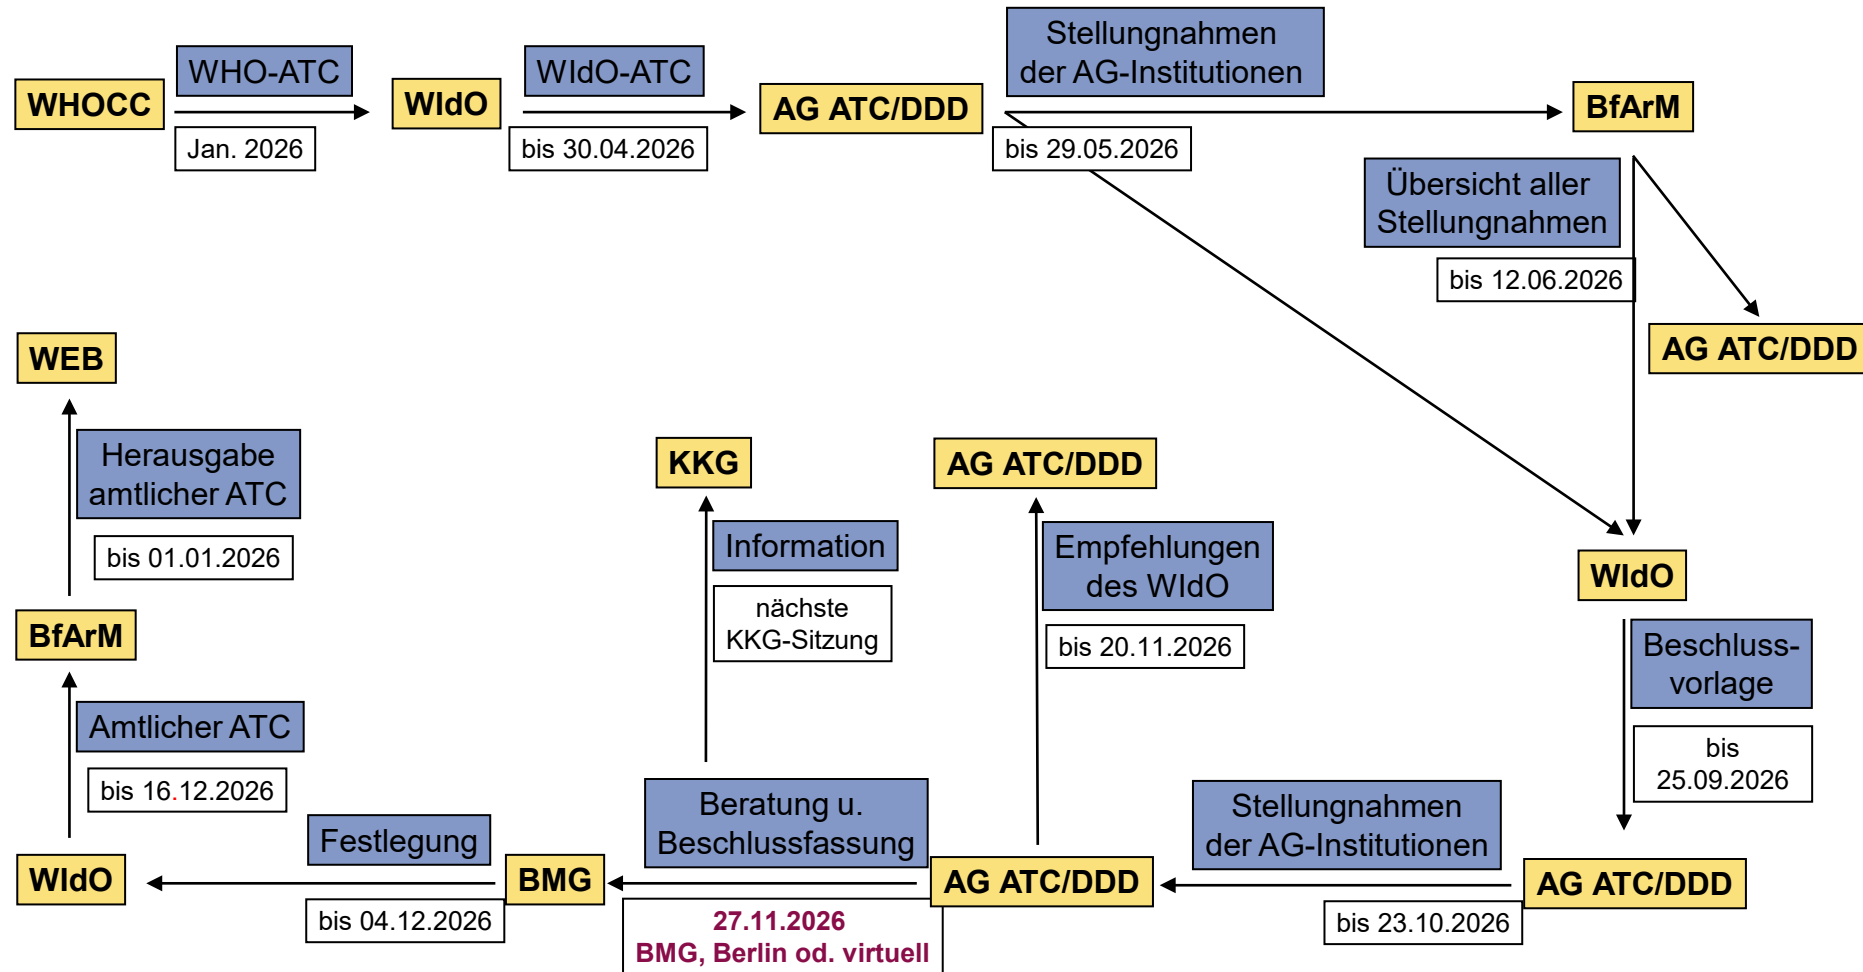 WHOCC
WHO-ATC
Jan. 2026
WIdO
WIdO-ATC
bis 30.04.2026
AG ATC/DDD
Stellungnahmen
der AG-Institutionen
bis 29.05.2026
BfArM
Übersicht aller
Stellungnahmen
bis 12.06.2026
AG ATC/DDD
WIdO
Beschluss-
vorlage
bis
25.09.2026
AG ATC/DDD
Stellungnahmen
der AG-Institutionen
bis 23.10.2026
AG ATC/DDD
Empfehlungen
des WIdO
bis 20.11.2026
AG ATC/DDD
Beratung u.
Beschlussfassung
27.11.2026
BMG, Berlin od. virtuell
KKG
Information
nächste
KKG-Sitzung
BMG
Festlegung
bis 04.12.2026
WIdO
Amtlicher ATC
bis 16.12.2026
BfArM
Herausgabe
amtlicher ATC
bis 01.01.2026
WEB